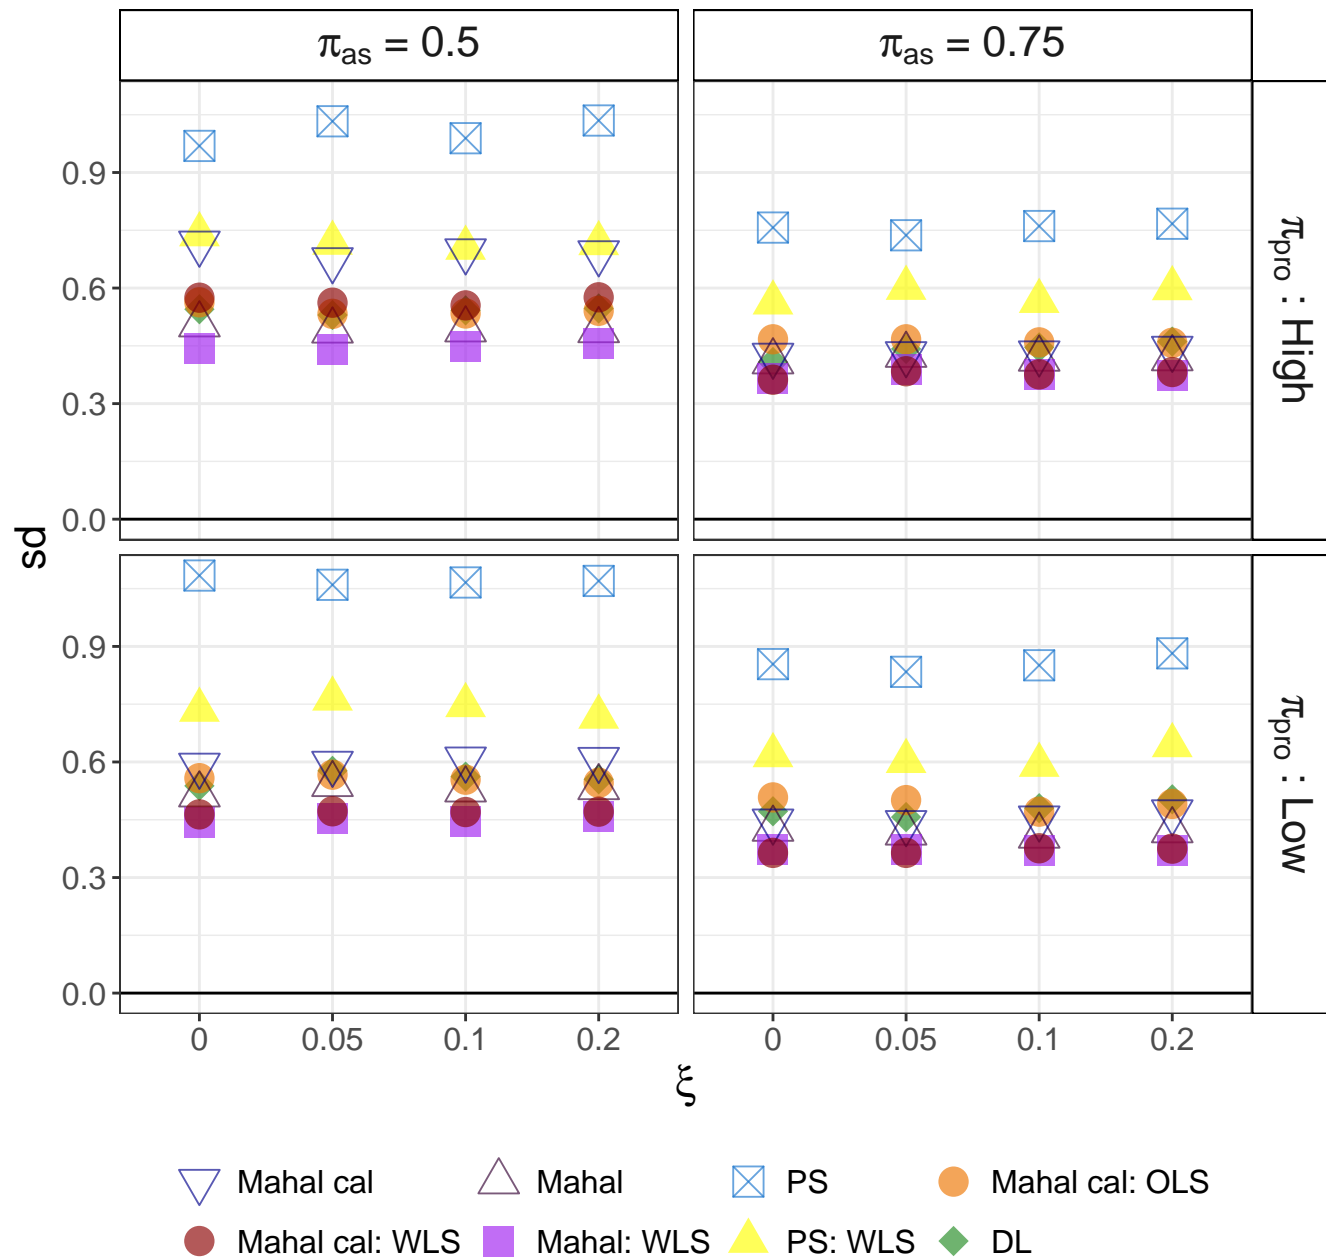 π_as = 0.5
π_as = 0.75
0.9
0.6
0.3
0.0
π_pro : High
sd
0.9
0.6
0.3
0.0
π_pro : Low
0 0.05 0.1 0.2 0 0.05 0.1 0.2
ξ
Mahal cal Mahal PS Mahal cal: OLS
Mahal cal: WLS Mahal: WLS PS: WLS DL